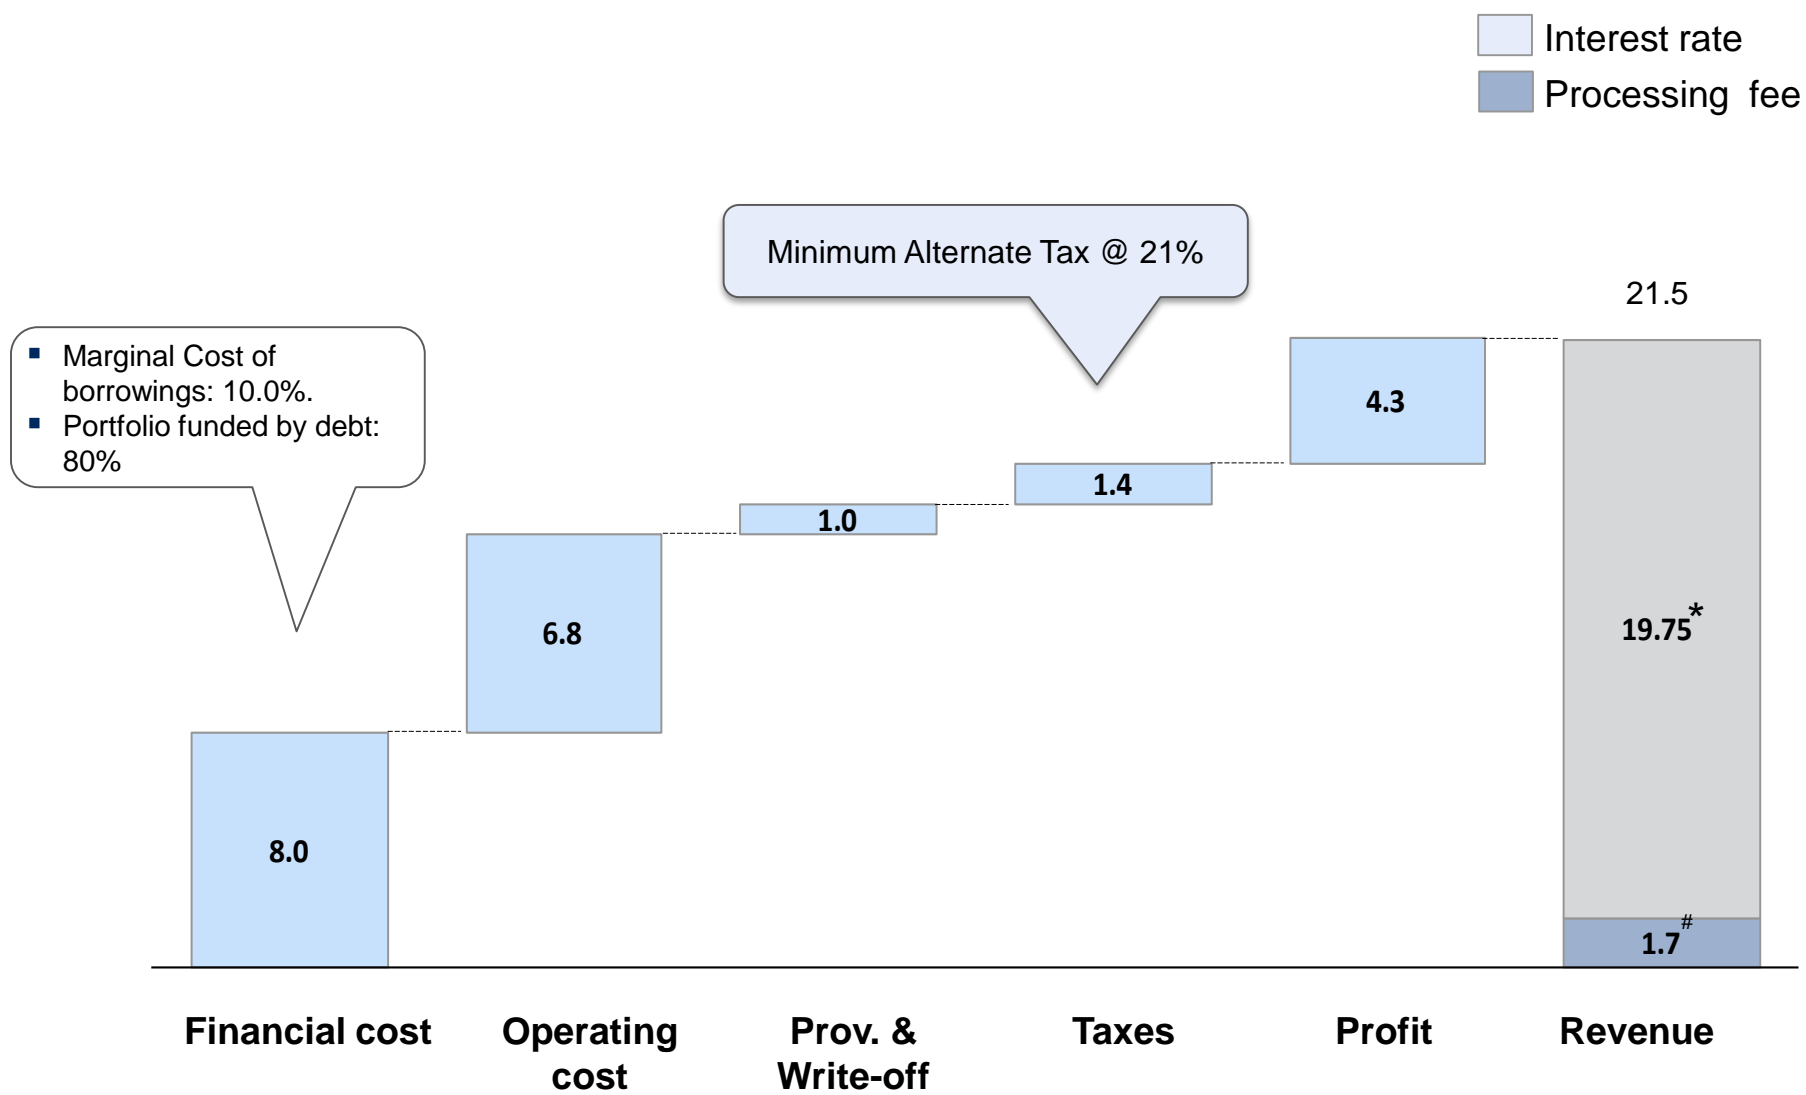 Interest rate
Processing fee
Minimum Alternate Tax @ 21%
21.5
▪ Marginal Cost of
borrowings: 10.0%.
▪ Portfolio funded by debt:
80%
4.3
1.4
1.0
6.8
19.75*
8.0
1.7#
Financial cost
Operating
cost
Prov. &
Write-off
Taxes
Profit
Revenue